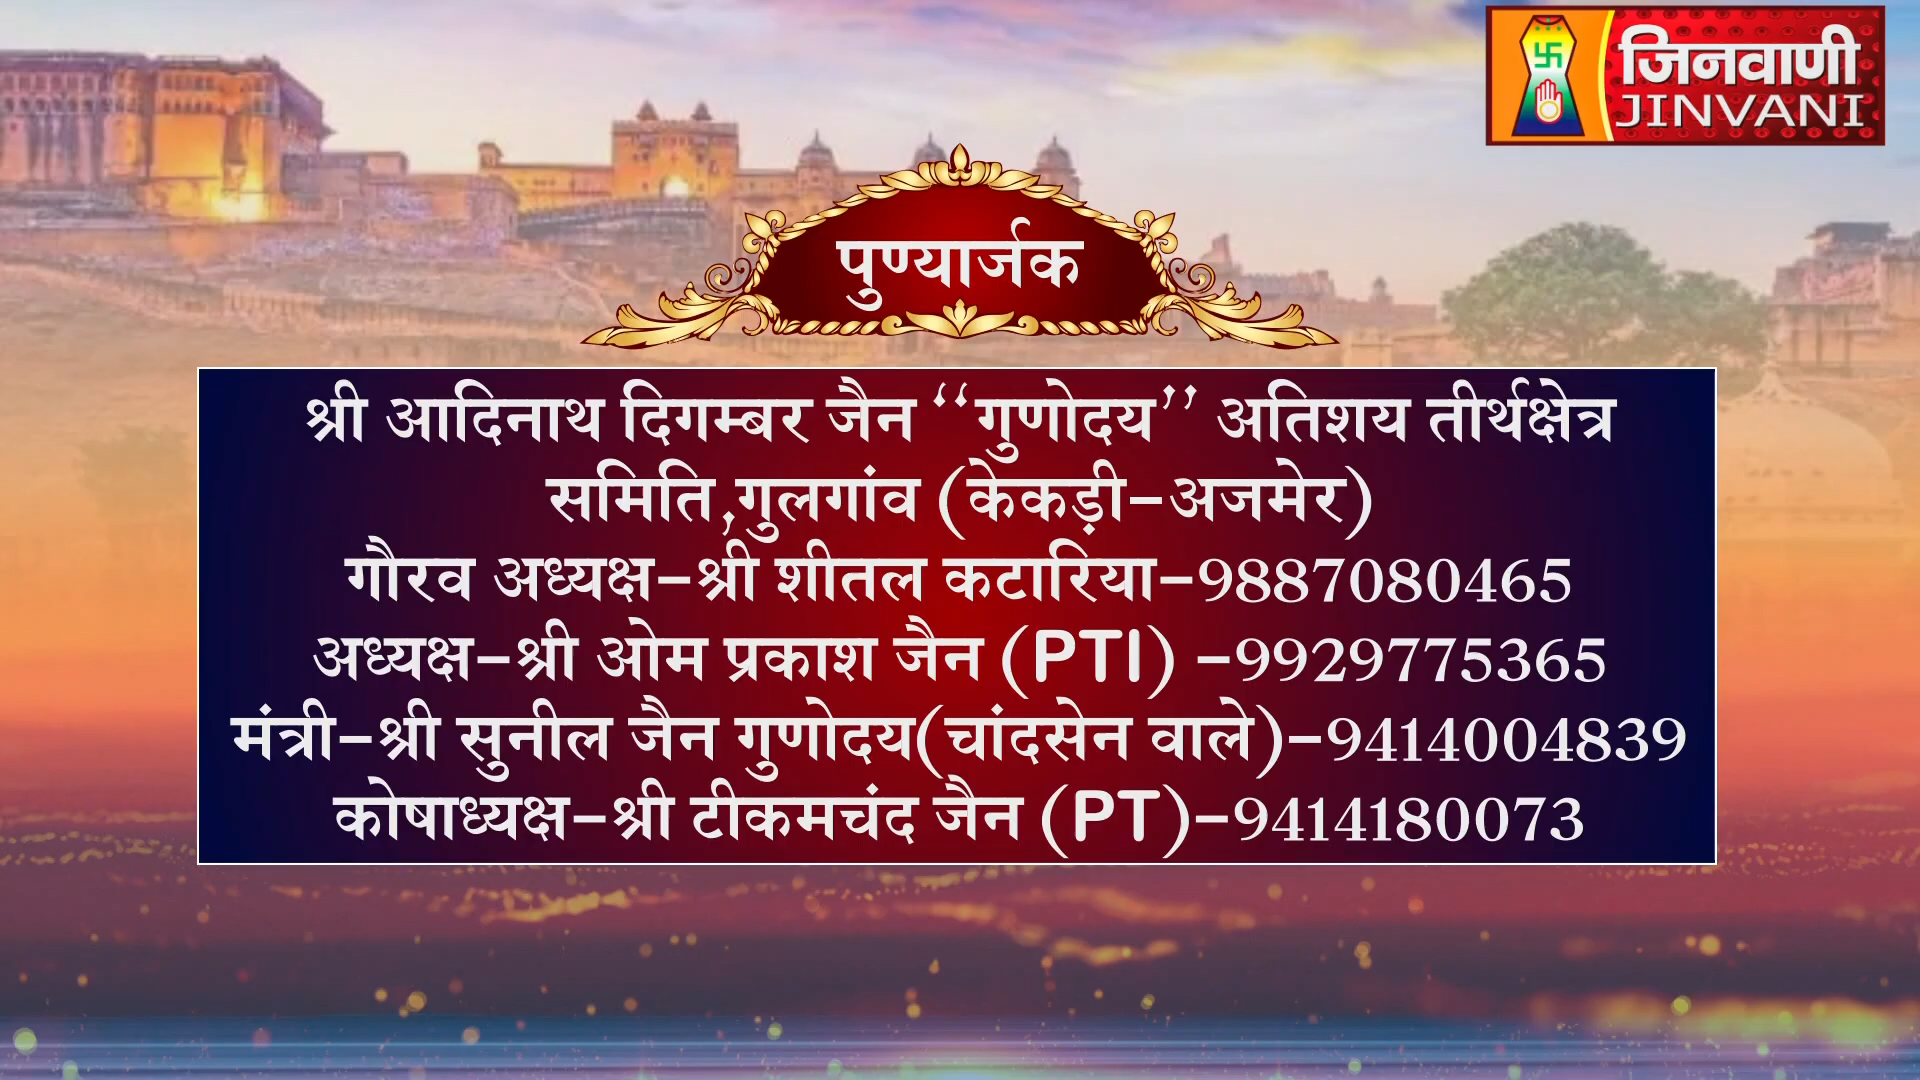 जिनवाणी
JINVANI
पुण्यार्जक
श्री आदिनाथ दिगम्बर जैन ‘‘गुणोदय’’ अतिशय तीर्थक्षेत्र
समिति,गुलगांव (केकड़ी-अजमेर)
गौरव अध्यक्ष-श्री शीतल कटारिया-9887080465
अध्यक्ष-श्री ओम प्रकाश जैन (PTI) -9929775365
मंत्री-श्री सुनील जैन गुणोदय(चांदसेन वाले)-9414004839
कोषाध्यक्ष-श्री टीकमचंद जैन (PT)-9414180073